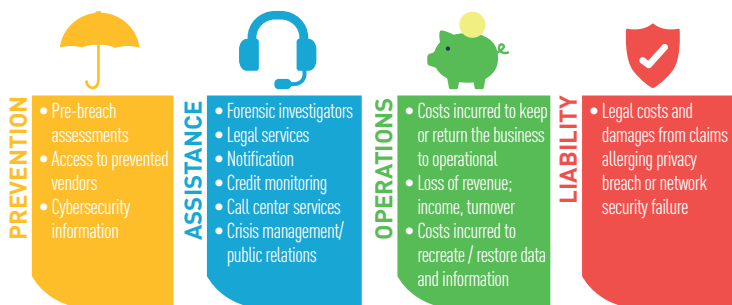 PREVENTION
• Pre-breach
assessments
• Access to prevented
vendors
• Cybersecurity
information
ASSISTANCE
• Forensic investigators
• Legal services
• Notification
• Credit monitoring
• Call center services
• Crisis management/
public relations
OPERATIONS
• Costs incurred to keep
or return the business
to operational
• Loss of revenue;
income, turnover
• Costs incurred to
recreate / restore data
and information
LIABILITY
• Legal costs and
damages from claims
allerging privacy
breach or network
security failure